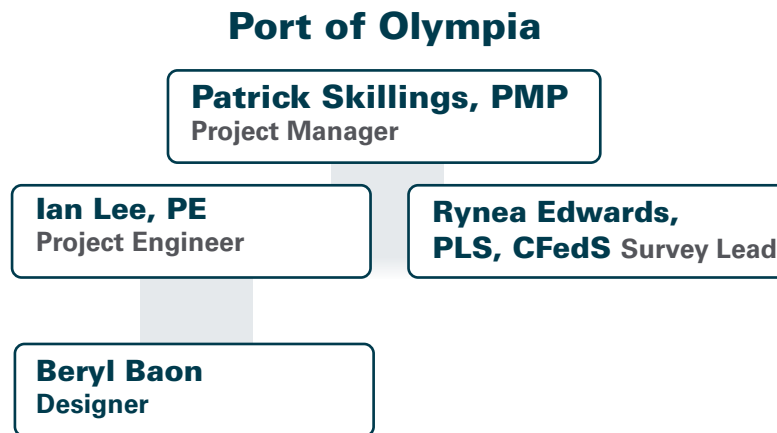 Port of Olympia
Patrick Skillings, PMP
Project Manager
Ian Lee, PE
Project Engineer
Rynea Edwards,
PLS, CFedS Survey Lead
Beryl Baon
Designer